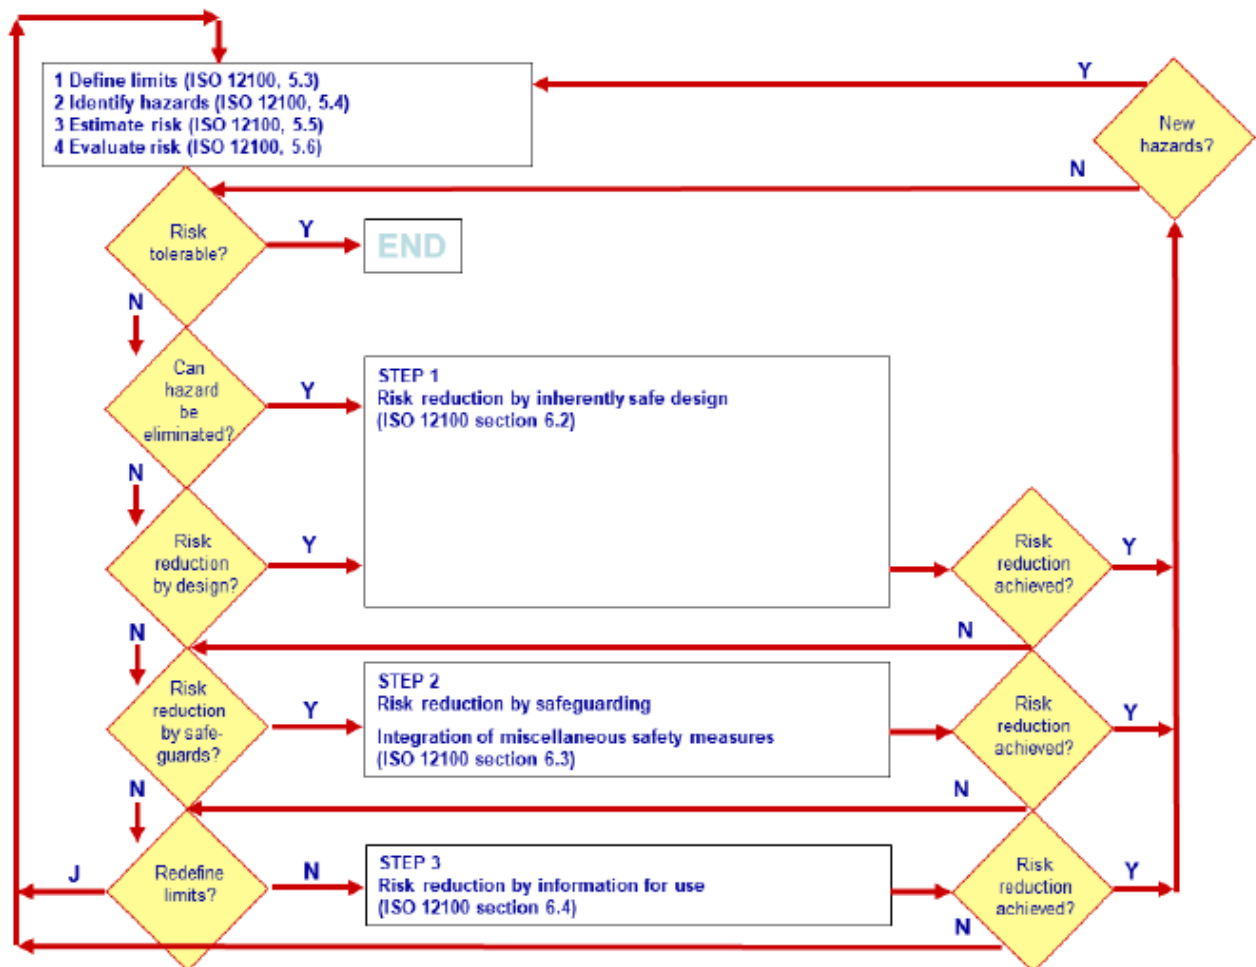 1 Define limits (ISO 12100, 5.3)
2 Identify hazards (ISO 12100, 5.4)
3 Estimate risk (ISO 12100, 5.5)
4 Evaluate risk (ISO 12100, 5.6)
Y
New
hazards?
N
Risk
tolerable?
Y
END
N
Can
hazard
be
eliminated?
Y
STEP 1
Risk reduction by inherently safe design
(ISO 12100 section 6.2)
N
Risk
reduction
by design?
Y
Risk
reduction
achieved?
Y
N
N
Risk
reduction
by safe-
guards?
Y
STEP 2
Risk reduction by safeguarding
Integration of miscellaneous safety measures
(ISO 12100 section 6.3)
Risk
reduction
achieved?
Y
N
N
J
Redefine
limits?
N
STEP 3
Risk reduction by information for use
(ISO 12100 section 6.4)
Risk
reduction
achieved?
Y
N